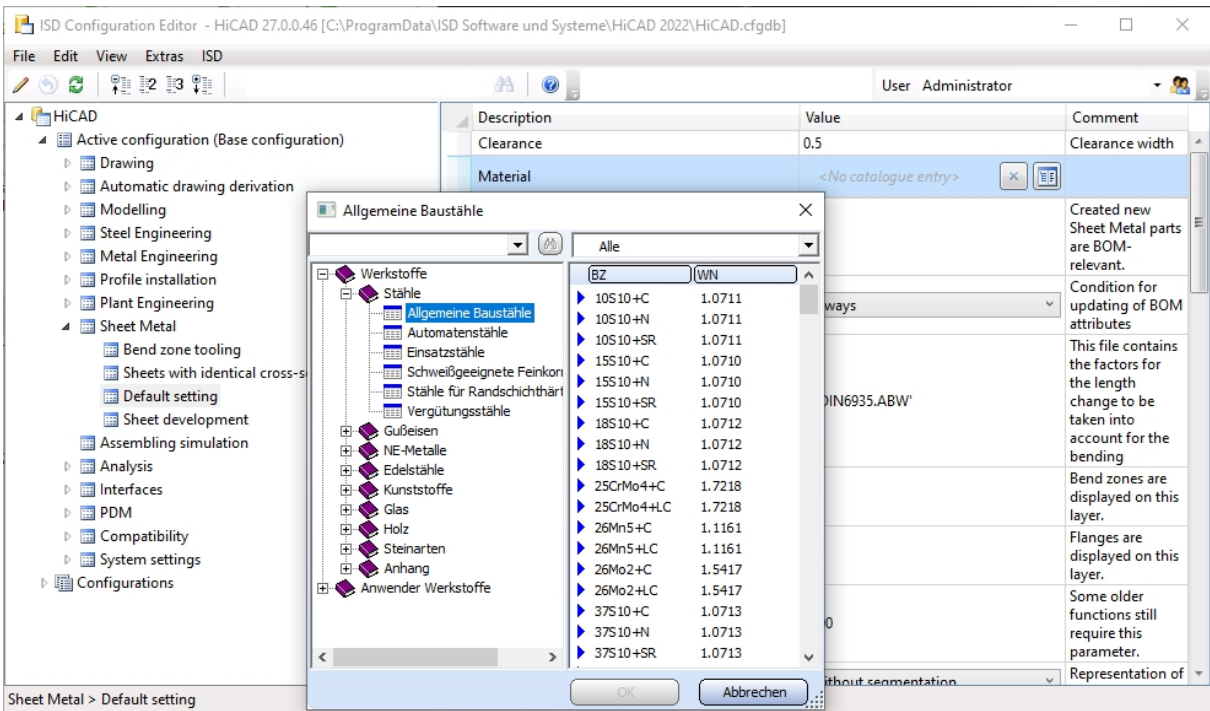 ISD Configuration Editor - HiCAD 27.0.0.46 [C:\ProgramData\ISD Software und Systeme\HiCAD 2022\HiCAD.cfgdb]
File Edit View Extras ISD
User Administrator
HiCAD
Active configuration (Base configuration)
Drawing
Automatic drawing derivation
Modelling
Steel Engineering
Metal Engineering
Profile installation
Plant Engineering
Sheet Metal
Bend zone tooling
Sheets with identical cross-s
Default setting
Sheet development
Assembling simulation
Analysis
Interfaces
PDM
Compatibility
System settings
Configurations
Description Value Comment
Clearance 0.5 Clearance width
Material <No catalogue entry>
Created new
Sheet Metal parts
are BOM-
relevant.
ways
Condition for
updating of BOM
attributes
DIN6935.ABW'
This file contains
the factors for
the length
change to be
taken into
account for the
bending
Bend zones are
displayed on this
layer.
Flanges are
displayed on this
layer.
0
Some older
functions still
require this
parameter.
ithout segmentation
Representation of
Allgemeine Baustähle
Alle
Werkstoffe
Stähle
Allgemeine Baustähle
Automatenstähle
Einsatzstähle
Schweißgeeignete Feinkorn
Stähle für Randschichthärt
Vergütungsstähle
Gußeisen
NE-Metalle
Edelstähle
Kunststoffe
Glas
Holz
Steinarten
Anhang
Anwender Werkstoffe
BZ WN
10S10+C 1.0711
10S10+N 1.0711
10S10+SR 1.0711
15S10+C 1.0710
15S10+N 1.0710
15S10+SR 1.0710
18S10+C 1.0712
18S10+N 1.0712
18S10+SR 1.0712
25CrMo4+C 1.7218
25CrMo4+LC 1.7218
26Mn5+C 1.1161
26Mn5+LC 1.1161
26Mo2+C 1.5417
26Mo2+LC 1.5417
37S10+C 1.0713
37S10+N 1.0713
37S10+SR 1.0713
OK Abbrechen
Sheet Metal > Default setting